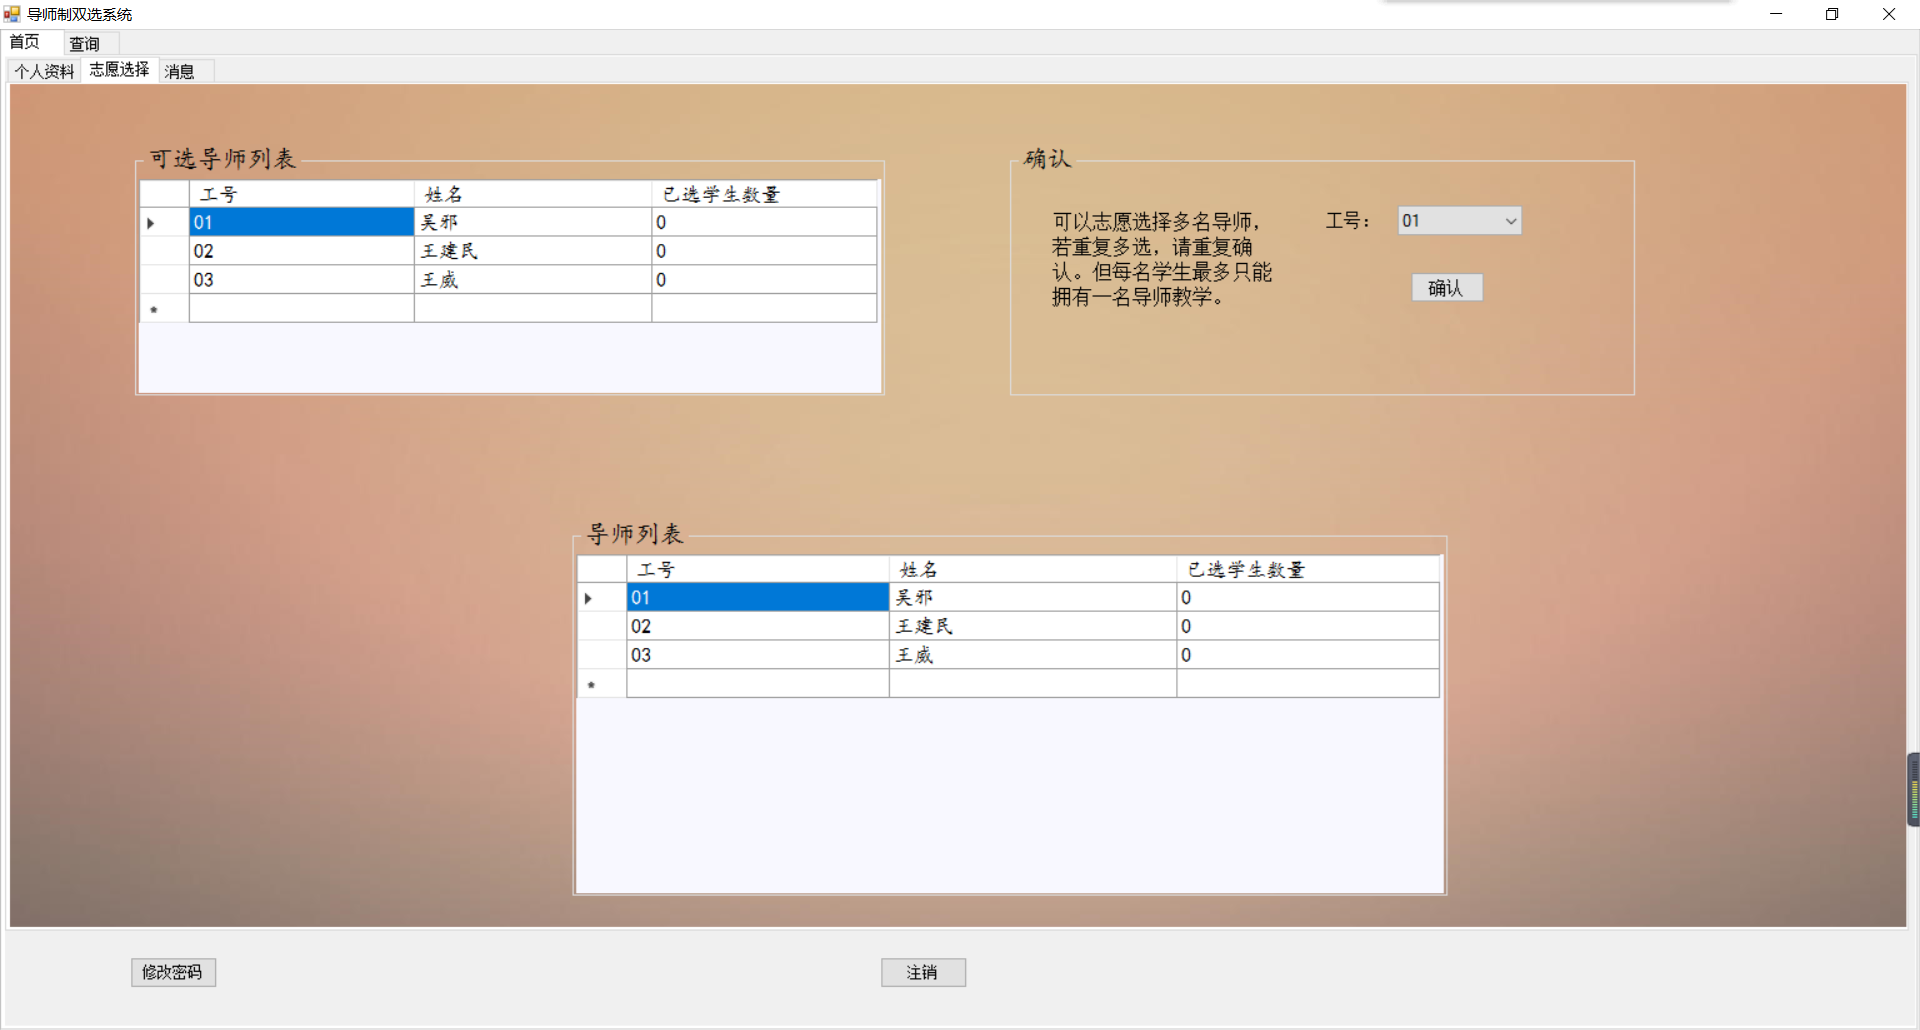 导师制双选系统
首页 查询
个人资料 志愿选择 消息
可选导师列表
工号 姓名 已选学生数量
01 吴邪 0
02 王建民 0
03 王威 0
确认
可以志愿选择多名导师，
若重复多选，请重复确
认。但每名学生最多只能
拥有一名导师教学。
工号： 01
确认
导师列表
工号 姓名 已选学生数量
01 吴邪 0
02 王建民 0
03 王威 0
修改密码 注销